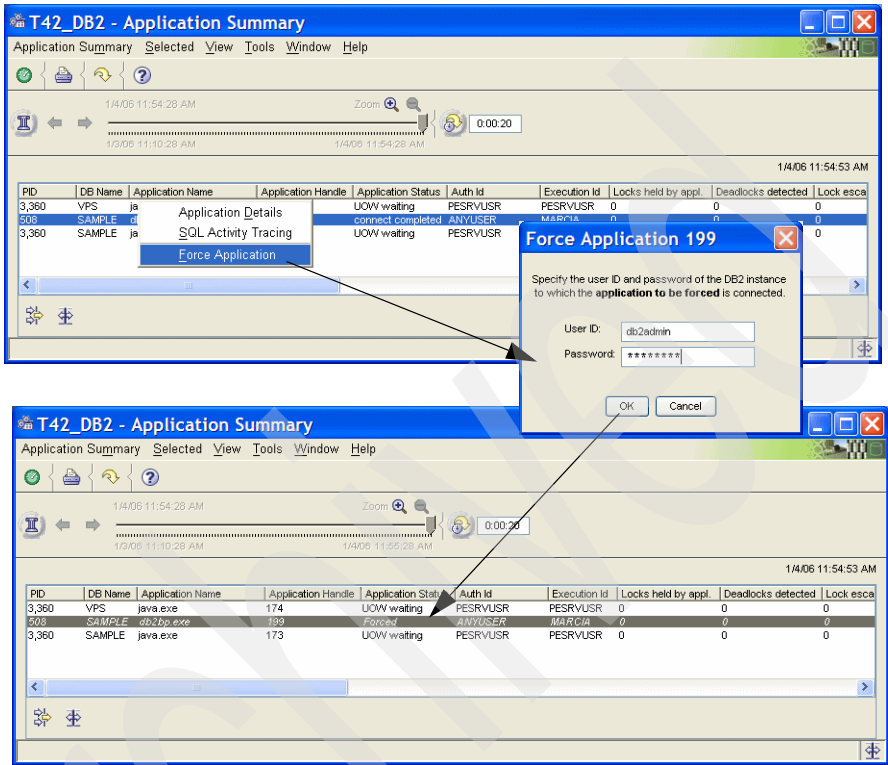 T42_DB2 - Application Summary
Application Summary Selected View Tools Window Help
1/4/06 11:54:28 AM Zoom
0:00:20
1/3/06 11:10:28 AM 1/4/06 11:54:28 AM
1/4/06 11:54:53 AM
PID DB Name Application Name Application Handle Application Status Auth Id Execution Id Locks held by appl. Deadlocks detected Lock esca
3,360 VPS ja UOW waiting PESRVUSR PESRVUSR 0 0 0
508 SAMPLE db connect completed ANYUSER MARCIA
3,360 SAMPLE ja UOW waiting PESRVUSR 0
Application Details
SQL Activity Tracing
Force Application
Force Application 199
Specify the user ID and password of the DB2 instance
to which the application to be forced is connected.
User ID: db2admin
Password: ********
OK Cancel
T42_DB2 - Application Summary
Application Summary Selected View Tools Window Help
1/4/06 11:54:28 AM Zoom
0:00:20
1/3/06 11:10:28 AM 1/4/06 11:55:28 AM
1/4/06 11:54:53 AM
PID DB Name Application Name Application Handle Application Status Auth Id Execution Id Locks held by appl. Deadlocks detected Lock esca
3,360 VPS java.exe 174 UOW waiting PESRVUSR PESRVUSR 0 0 0
508 SAMPLE db2bp.exe 199 Forced ANYUSER MARCIA 0 0 0
3,360 SAMPLE java.exe 173 UOW waiting PESRVUSR PESRVUSR 0 0 0